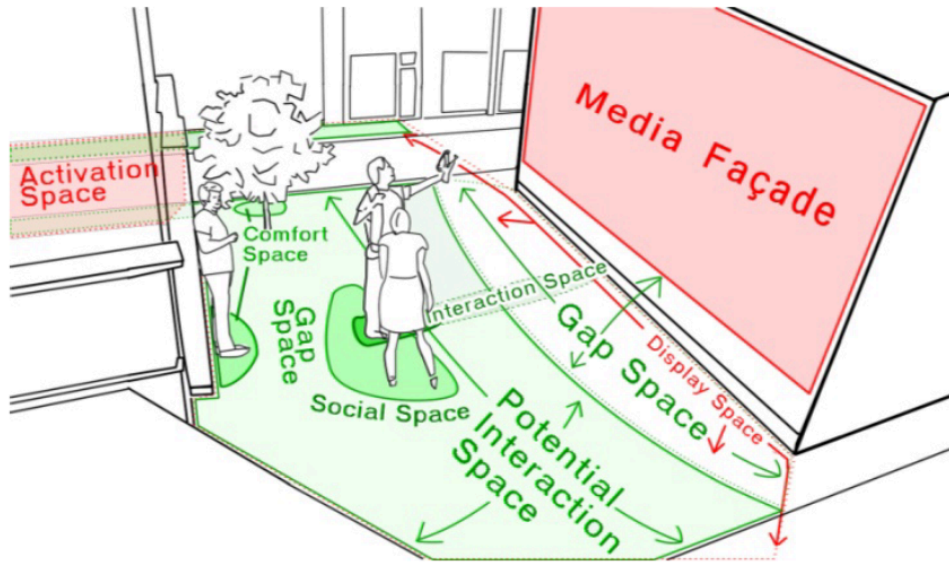 Media Façade
Activation
Space
Comfort
Space
Interaction Space
Gap
Space
Gap Space
Display Space
Social Space
Potential
Interaction
Space